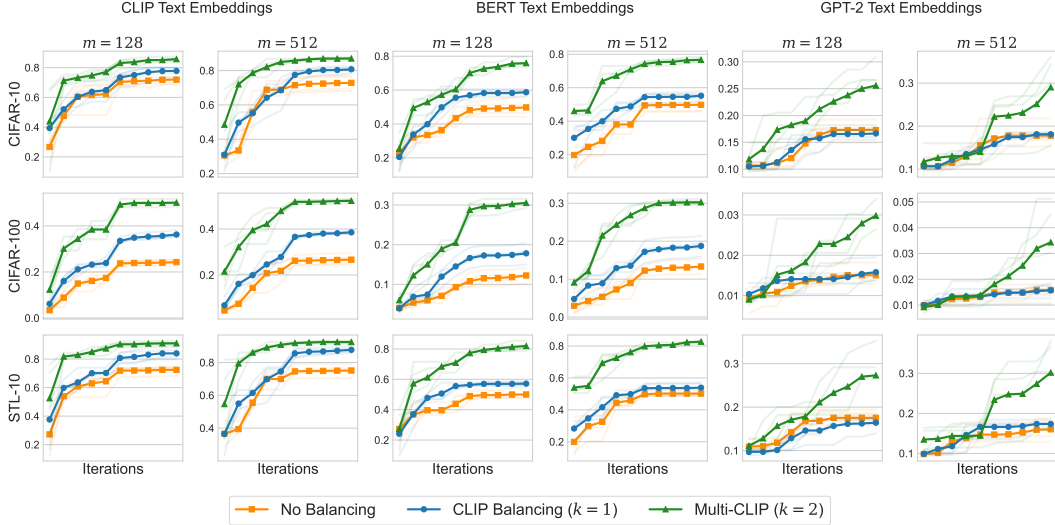 CLIP Text Embeddings BERT Text Embeddings GPT-2 Text Embeddings
m = 128 m = 512 m = 128 m = 512 m = 128 m = 512
CIFAR-10
0.8 0.6 0.4 0.2
0.8 0.6 0.4 0.2
0.8 0.6 0.4 0.2
0.8 0.6 0.4 0.2
0.30 0.25 0.20 0.15 0.10
0.3 0.2 0.1
CIFAR-100
0.4 0.2 0.0
0.4 0.2
0.3 0.2 0.1
0.3 0.2 0.1 0.0
0.03 0.02 0.01
0.05 0.04 0.03 0.02 0.01
STL-10
0.8 0.6 0.4 0.2
0.8 0.6 0.4
0.8 0.6 0.4 0.2
0.8 0.6 0.4 0.2
0.3 0.2 0.1
0.3 0.2 0.1
Iterations Iterations Iterations Iterations Iterations Iterations
No Balancing CLIP Balancing (k = 1) Multi-CLIP (k = 2)